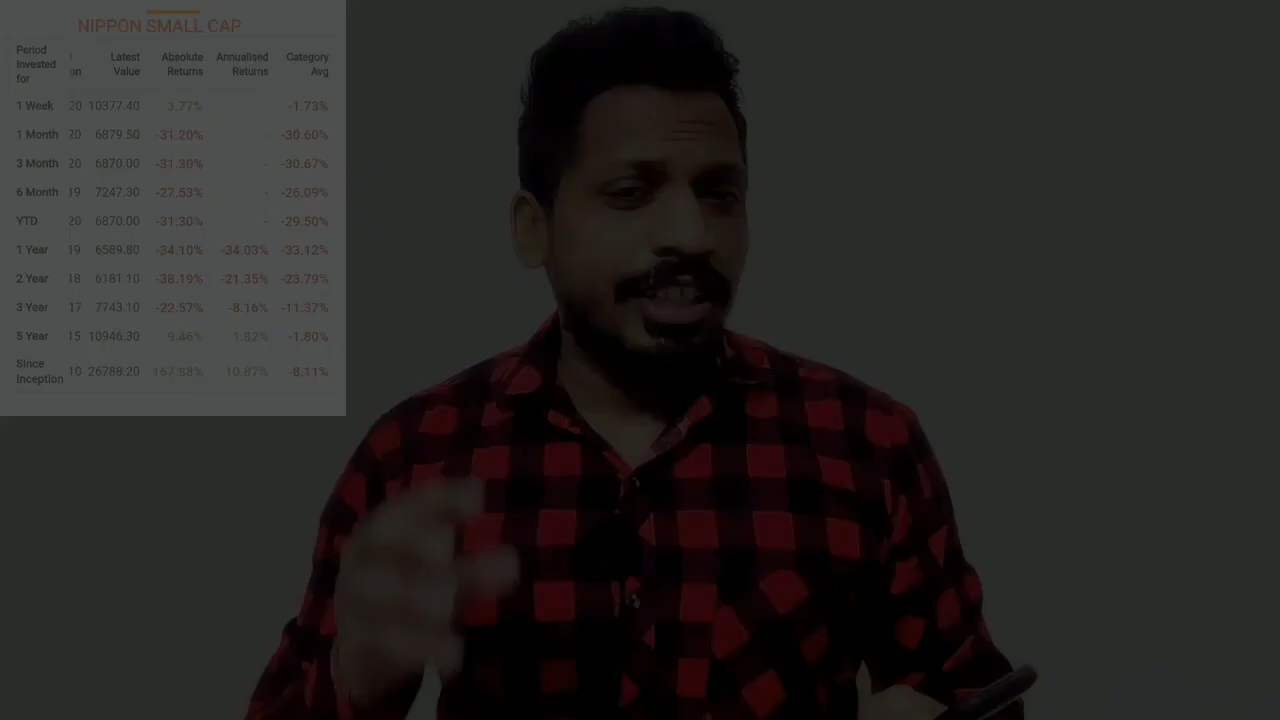 NIPPON SMALL CAP
Period Invested for on Latest Value Absolute Returns Annualised Returns Category Avg
1 Week 20 10377.40 3.77% -1.73%
1 Month 20 6879.50 -31.20% - -30.60%
3 Month 20 6870.00 -31.30% - -30.67%
6 Month 19 7247.30 -27.53% - -26.09%
YTD 20 6870.00 -31.30% - -29.50%
1 Year 19 6589.80 -34.10% -34.03% -33.12%
2 Year 18 6181.10 -38.19% -21.35% -23.79%
3 Year 17 7743.10 -22.57% -8.16% -11.37%
5 Year 15 10946.30 9.46% 1.82% -1.80%
Since Inception 10 26788.20 167.88% 10.87% -8.11%